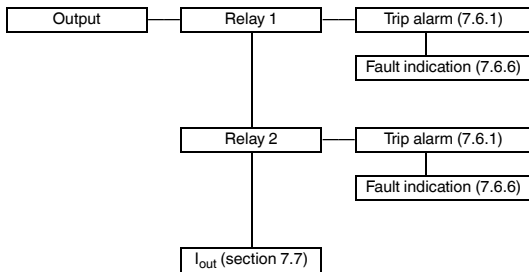 Output
Relay 1
Trip alarm (7.6.1)
Fault indication (7.6.6)
Relay 2
Trip alarm (7.6.1)
Fault indication (7.6.6)
Iout (section 7.7)